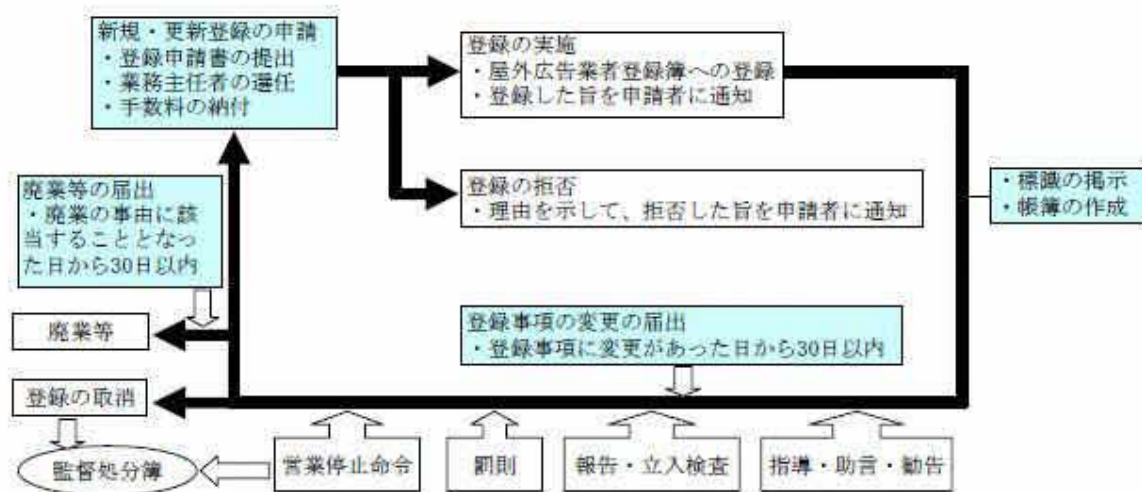 新規・更新登録の申請
・登録申請書の提出
・業務主任者の選任
・手数料の納付
登録の実施
・屋外広告業者登録簿への登録
・登録した旨を申請者に通知
登録の拒否
・理由を示して、拒否した旨を申請者に通知
・標識の掲示
・帳簿の作成
廃業等の届出
・廃業の事由に該
当することとなっ
た日から30日以内
廃業等
登録事項の変更の届出
・登録事項に変更があった日から30日以内
登録の取消
監督処分簿
営業停止命令
罰則
報告・立入検査
指導・助言・勧告